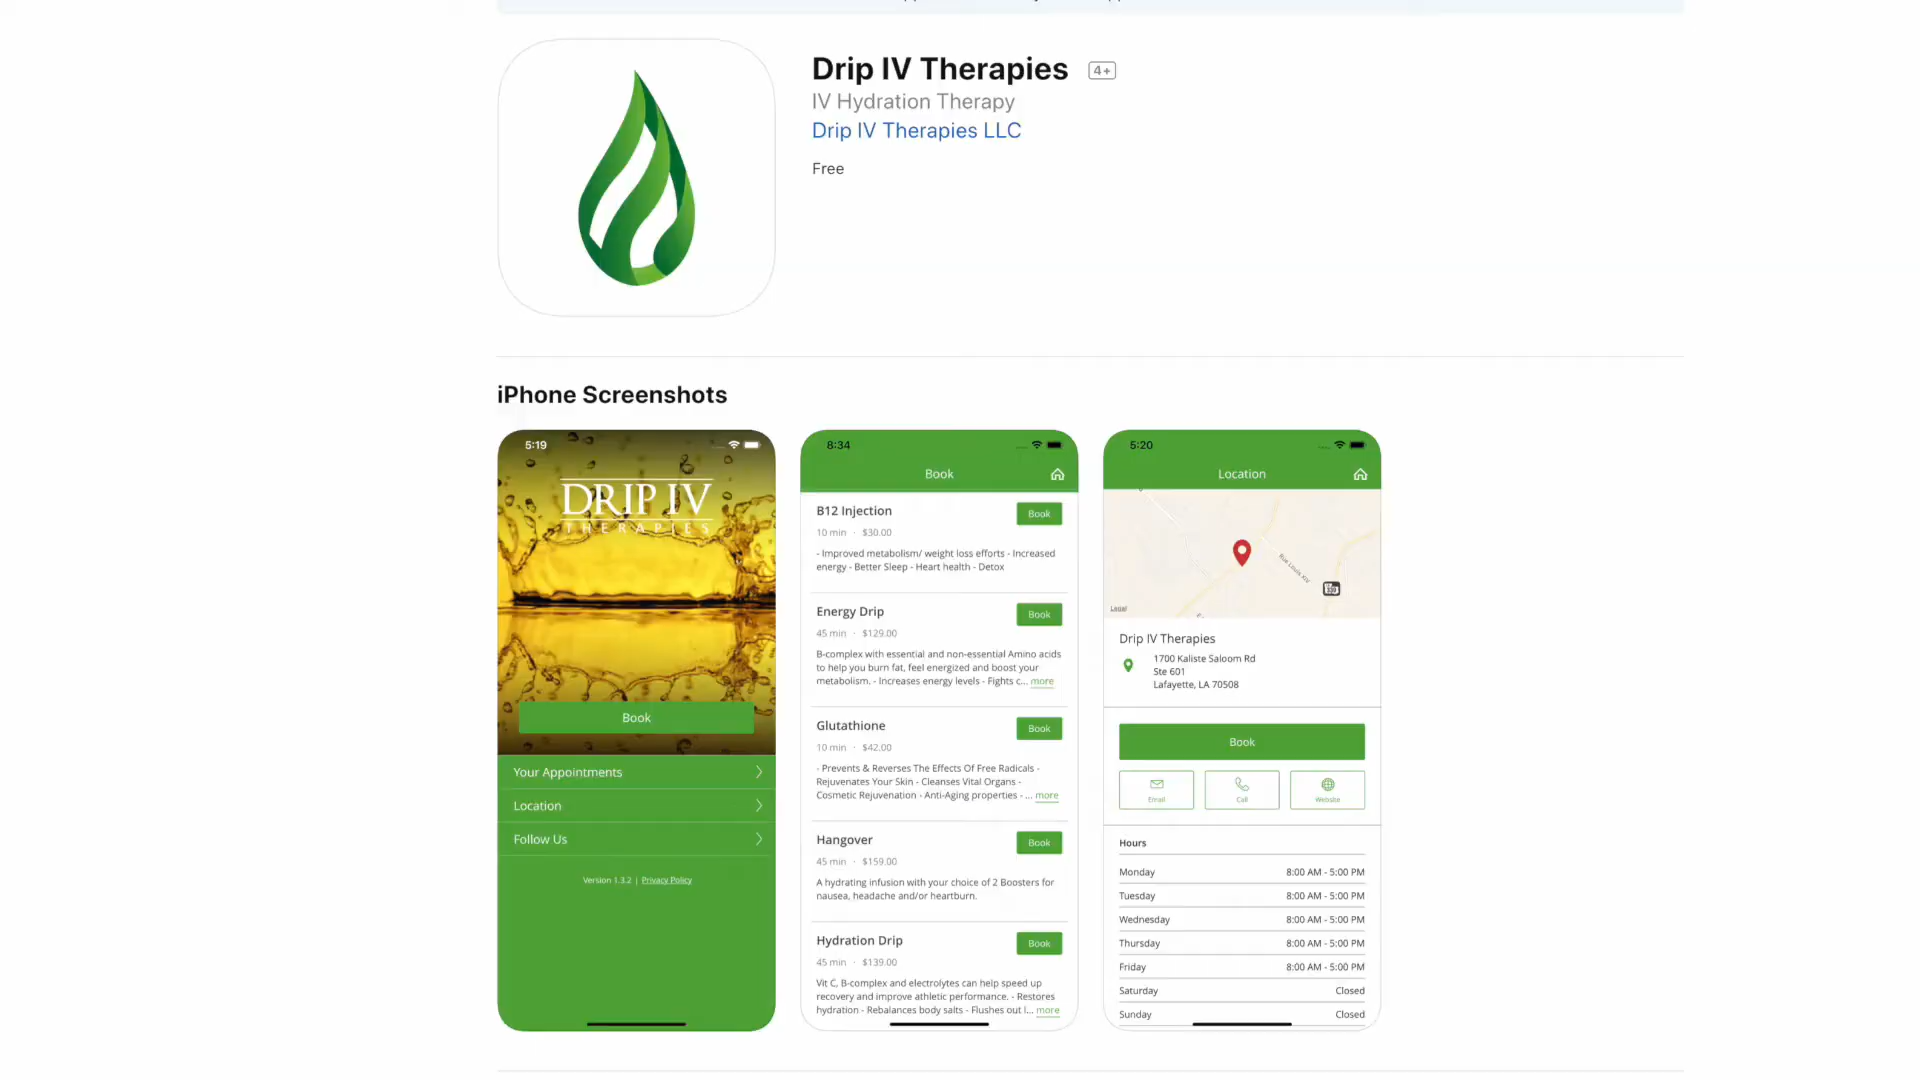 Drip IV Therapies 4+
IV Hydration Therapy
Drip IV Therapies LLC
Free
iPhone Screenshots
5:19
DRIP IV
THERAPIES
Book
Your Appointments
Location
Follow Us
Version 1.3.2 | Privacy Policy
8:34
Book
B12 Injection
Book
10 min · $30.00
- Improved metabolism/ weight loss efforts - Increased
energy - Better Sleep - Heart health - Detox
Energy Drip
Book
45 min · $129.00
B-complex with essential and non-essential Amino acids
to help you burn fat, feel energized and boost your
metabolism. - Increases energy levels - Fights c... more
Glutathione
Book
10 min · $42.00
- Prevents & Reverses The Effects Of Free Radicals -
Rejuvenates Your Skin - Cleanses Vital Organs -
Cosmetic Rejuvenation - Anti-Aging properties - ... more
Hangover
Book
45 min · $159.00
A hydrating infusion with your choice of 2 Boosters for
nausea, headache and/or heartburn.
Hydration Drip
Book
45 min · $139.00
Vit C, B-complex and electrolytes can help speed up
recovery and improve athletic performance. - Restores
hydration - Rebalances body salts - Flushes out l... more
5:20
Location
Rue Louis XIV
Legal
Drip IV Therapies
1700 Kaliste Saloom Rd
Ste 601
Lafayette, LA 70508
Book
Email
Call
Website
Hours
Monday 8:00 AM - 5:00 PM
Tuesday 8:00 AM - 5:00 PM
Wednesday 8:00 AM - 5:00 PM
Thursday 8:00 AM - 5:00 PM
Friday 8:00 AM - 5:00 PM
Saturday Closed
Sunday Closed